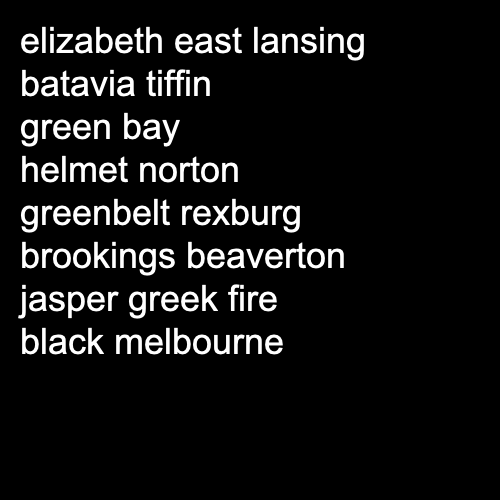 elizabeth east lansing
batavia tiffin
green bay
helmet norton
greenbelt rexburg
brookings beaverton
jasper greek fire
black melbourne